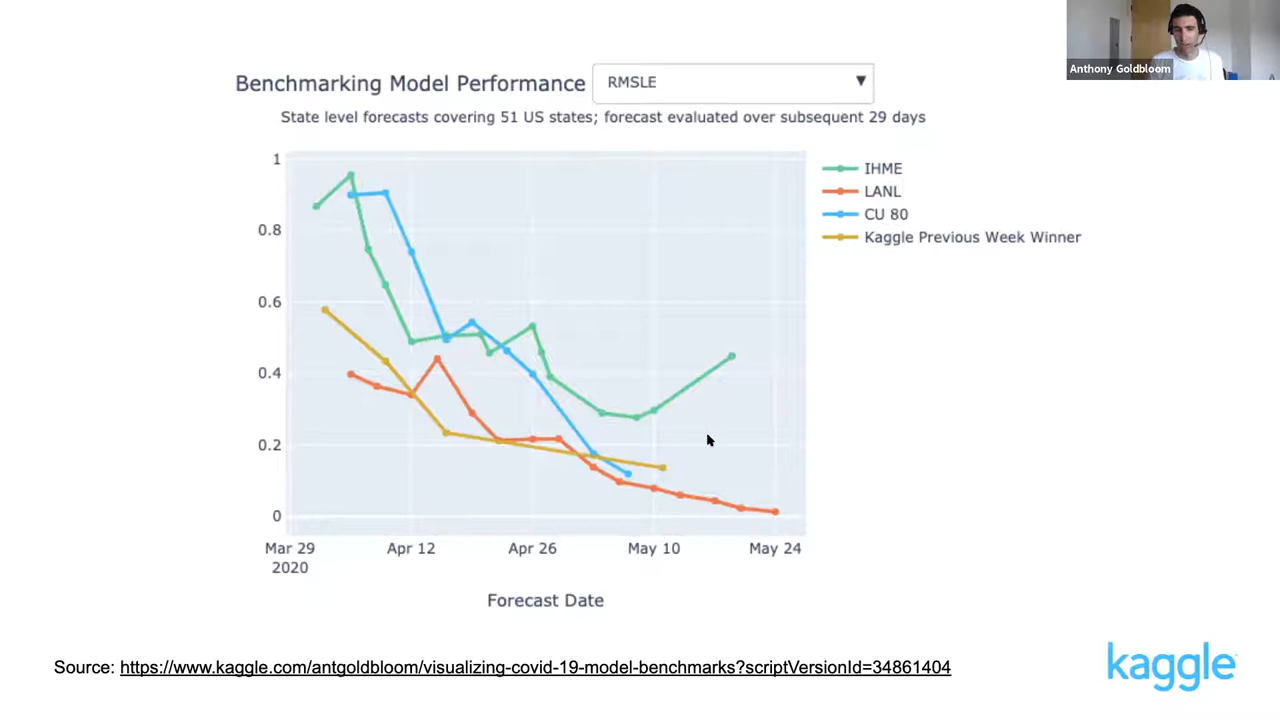 Anthony Goldbloom
Benchmarking Model Performance
RMSLE
State level forecasts covering 51 US states; forecast evaluated over subsequent 29 days
1
0.8
0.6
0.4
0.2
0
IHME
LANL
CU 80
Kaggle Previous Week Winner
Mar 29
2020
Apr 12
Apr 26
May 10
May 24
Forecast Date
Source: https://www.kaggle.com/antgoldbloom/visualizing-covid-19-model-benchmarks?scriptVersionId=34861404
kaggle